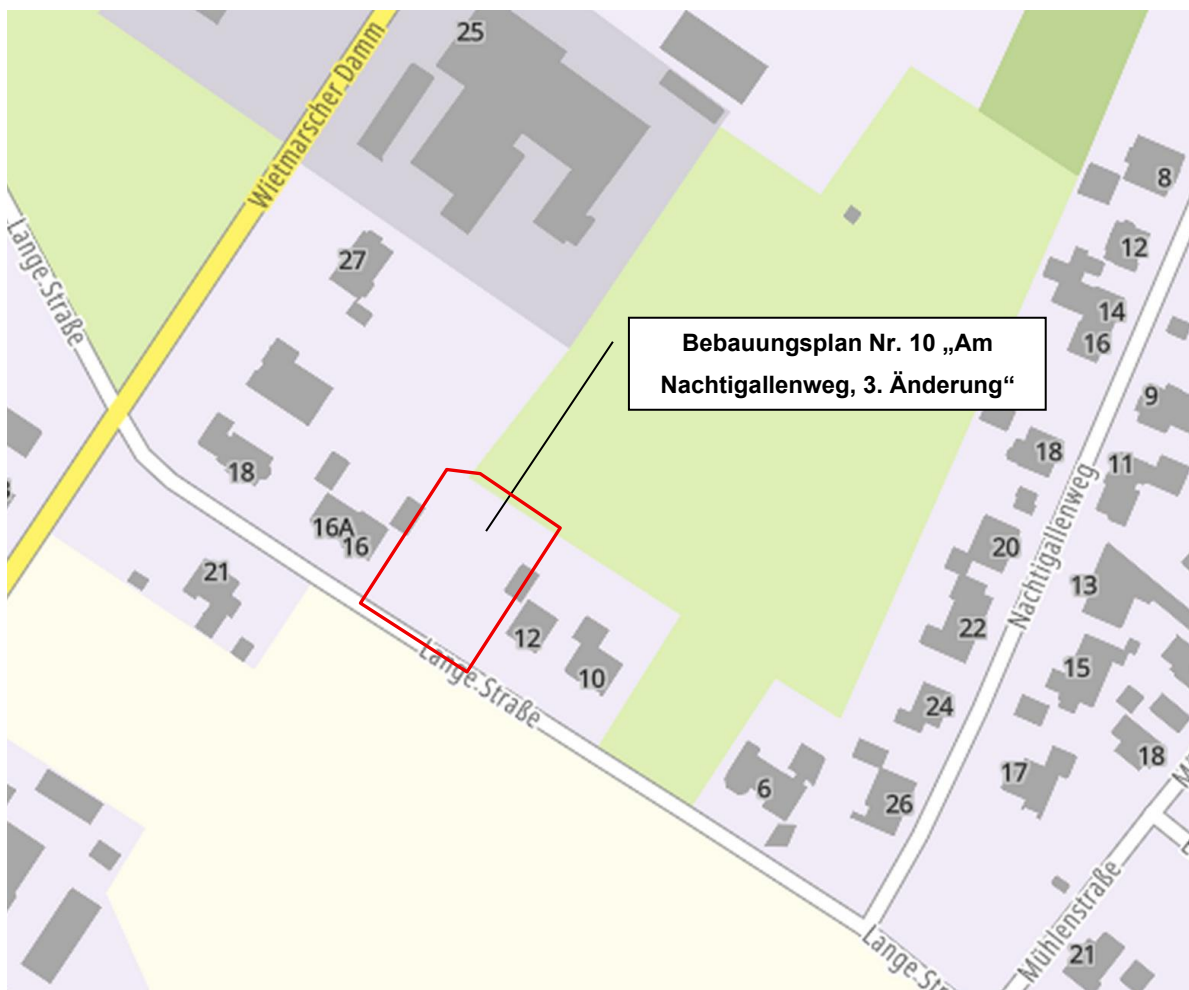 25
Wietmarscher Damm
8
Lange Straße
12
27
14
16
Bebauungsplan Nr. 10 „Am
Nachtigallenweg, 3. Änderung“
9
18
11
18
16A
16
20
Nachtigallenweg
21
13
12
22
10
15
Lange Straße
24
18
17
6
26
Mühlenstraße
Lange
21